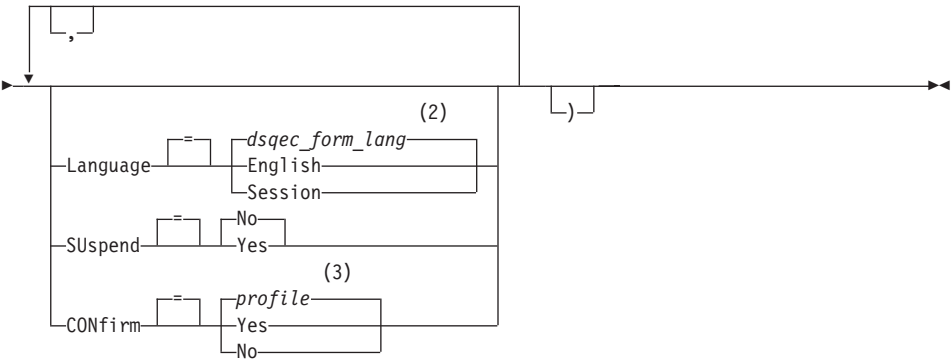 ,
)
(2)
= dsqec_form_lang
Language English
Session
= No
SUspend Yes
(3)
= profile
CONfirm Yes
No